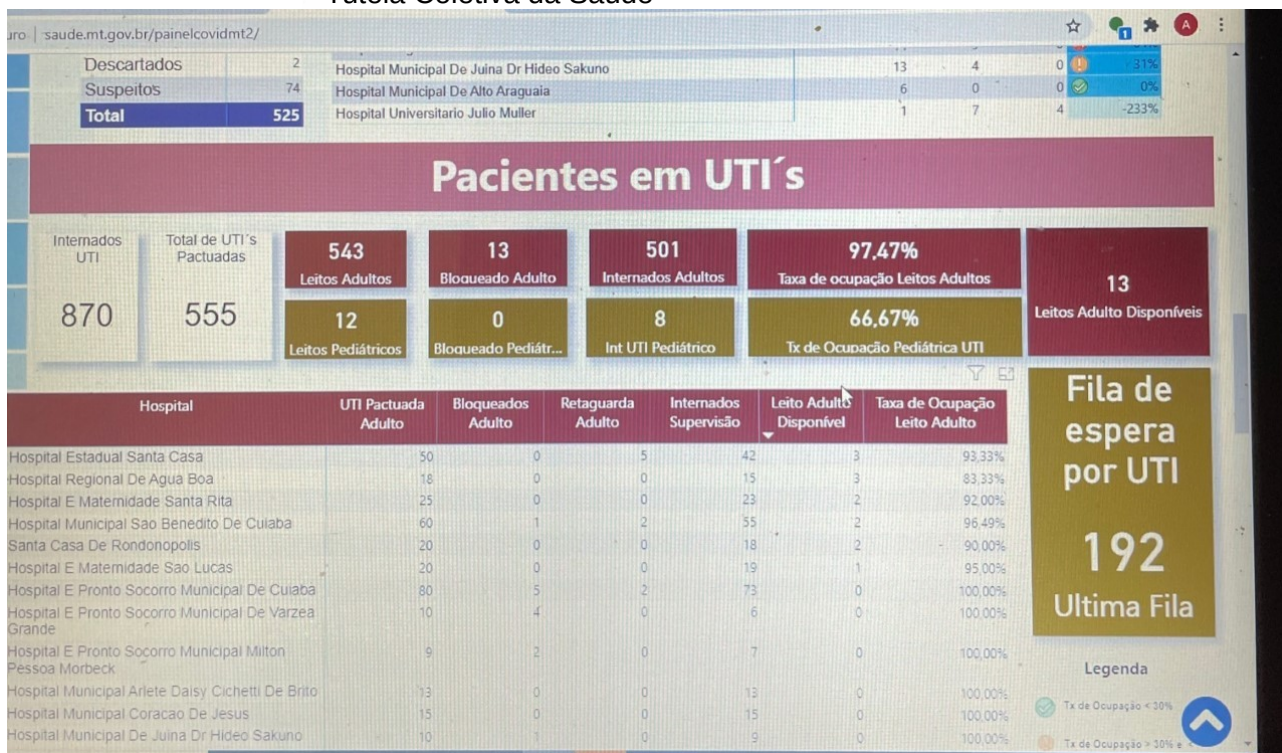 Tutela Coletiva da Saúde
uro | saude.mt.gov.br/painelcovidmt2/
A
1
Descartados 2
Suspeitos 74
Total 525
Hospital Municipal De Juina Dr Hideo Sakuno 13 4 0 31%
Hospital Municipal De Alto Araguaia 6 0 0 0%
Hospital Universitario Julio Muller 1 7 4 -233%
Pacientes em UTI´s
Internados UTI
870
Total de UTI's Pactuadas
555
543
Leitos Adultos
13
Bloqueado Adulto
501
Internados Adultos
97,47%
Taxa de ocupação Leitos Adultos
13
Leitos Adulto Disponíveis
12
Leitos Pediátricos
0
Bloqueado Pediátr...
8
Int UTI Pediátrico
66,67%
Tx de Ocupação Pediátrica UTI
Hospital UTI Pactuada Adulto Bloqueados Adulto Retaguarda Adulto Internados Supervisão Leito Adulto Disponível Taxa de Ocupação Leito Adulto
Hospital Estadual Santa Casa 50 0 5 42 3 93,33%
Hospital Regional De Agua Boa 18 0 0 15 3 83,33%
Hospital E Maternidade Santa Rita 25 0 0 23 2 92,00%
Hospital Municipal Sao Benedito De Cuiaba 60 1 2 55 2 96,49%
Santa Casa De Rondonopolis 20 0 0 18 2 90,00%
Hospital E Maternidade Sao Lucas 20 0 0 19 1 95,00%
Hospital E Pronto Socorro Municipal De Cuiaba 80 5 2 73 0 100,00%
Hospital E Pronto Socorro Municipal De Varzea Grande 10 4 0 6 0 100,00%
Hospital E Pronto Socorro Municipal Milton Pessoa Morbeck 9 2 0 7 0 100,00%
Hospital Municipal Arlete Daisy Cichetti De Brito 13 0 0 13 0 100,00%
Hospital Municipal Coracao De Jesus 15 0 0 15 0 100,00%
Hospital Municipal De Juina Dr Hideo Sakuno 10 1 0 9 0 100,00%
Fila de
espera
por UTI
192
Ultima Fila
Legenda
Tx de Ocupação < 30%
Tx de Ocupação > 30% e